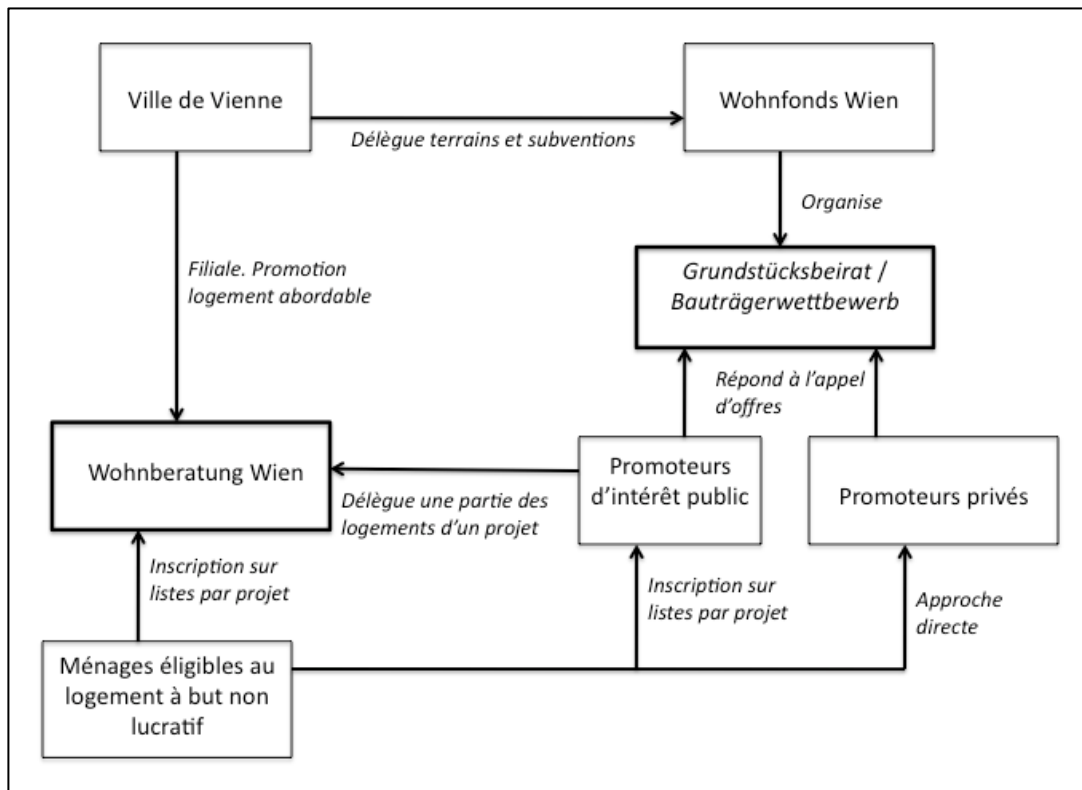 Ville de Vienne
Wohnfonds Wien
Délègue terrains et subventions
Organise
Filiale. Promotion
logement abordable
Grundstücksbeirat /
Bauträgerwettbewerb
Répond à l’appel
d’offres
Wohnberatung Wien
Promoteurs
d’intérêt public
Promoteurs privés
Délègue une partie des
logements d’un projet
Inscription sur
listes par projet
Inscription sur
listes par projet
Approche
directe
Ménages éligibles au
logement à but non
lucratif